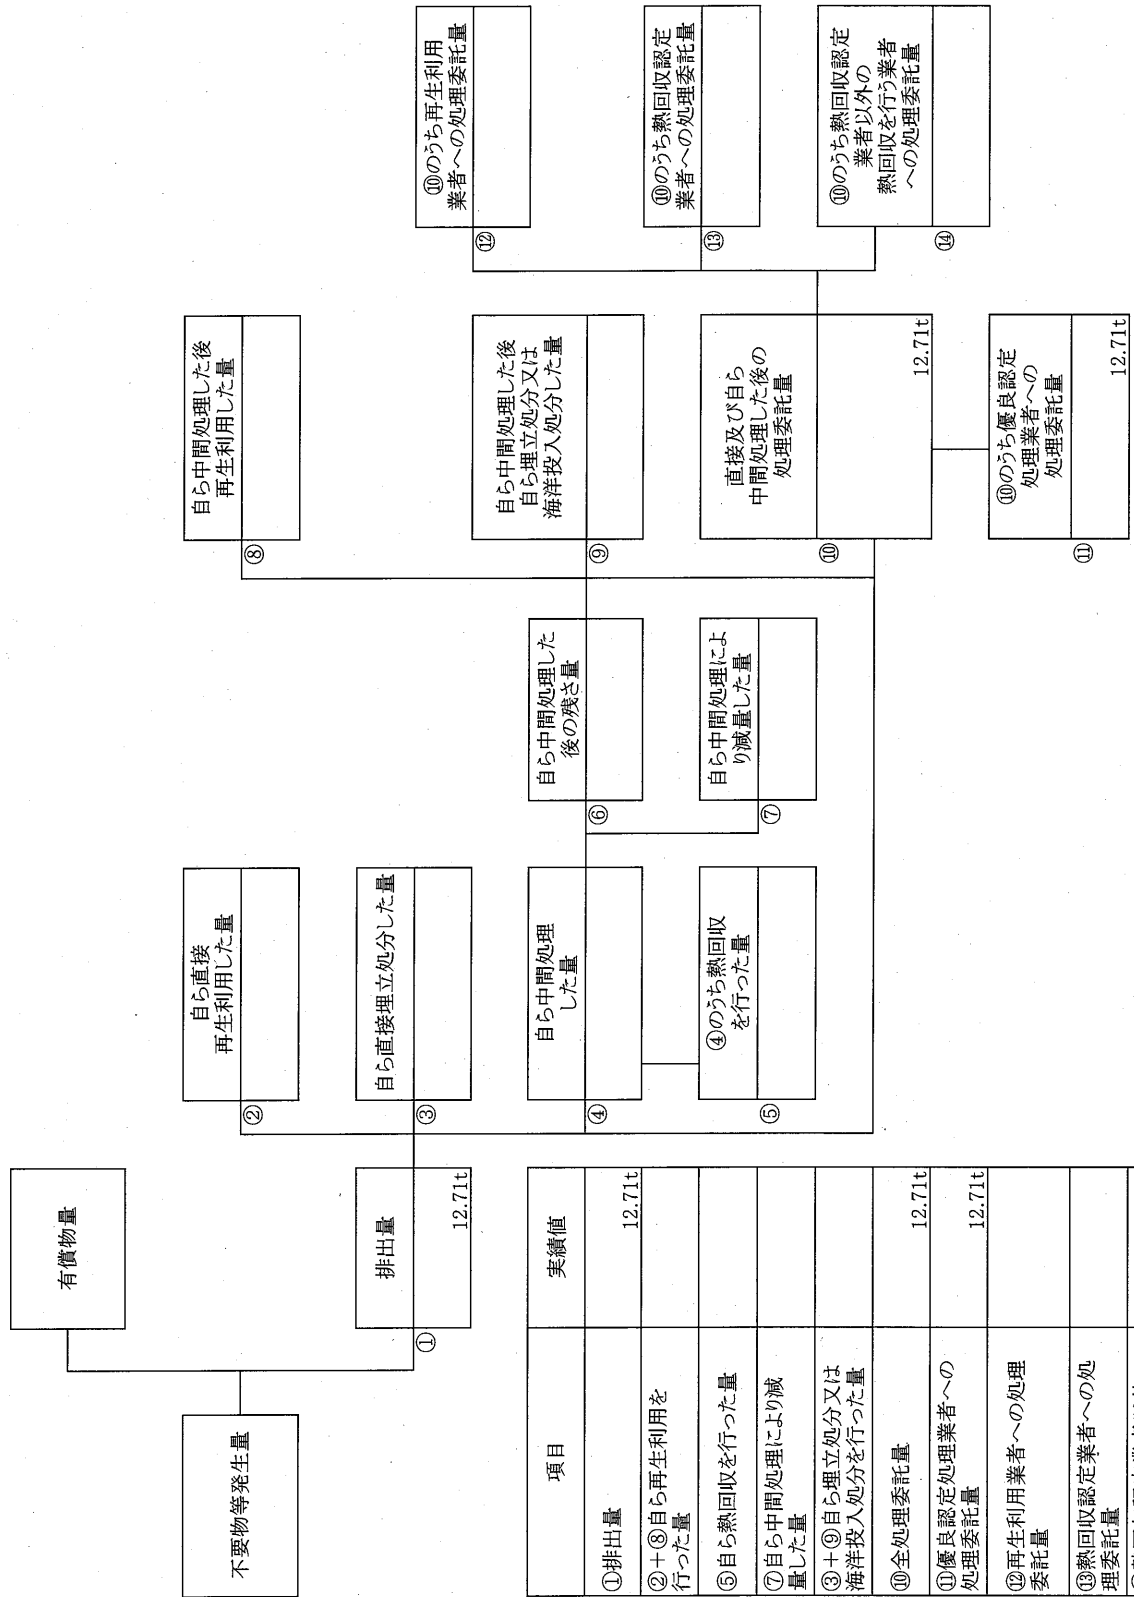 有償物量
不要物等発生量
排出量
①
12.71t
自ら直接
再生利用した量
②
自ら直接埋立処分した量
③
自ら中間処理
した量
④
④のうち熱回収
を行った量
⑤
自ら中間処理した
後の残さ量
⑥
自ら中間処理によ
り減量した量
⑦
自ら中間処理した後
再生利用した量
⑧
自ら中間処理した後
自ら埋立処分又は
海洋投入処分した量
⑨
直接及び自ら
中間処理した後の
処理委託量
⑩
12.71t
⑩のうち優良認定
処理業者への
処理委託量
⑪
12.71t
⑩のうち再生利用
業者への処理委託量
⑫
⑩のうち熱回収認定
業者への処理委託量
⑬
⑩のうち熱回収認定
業者以外の
熱回収を行う業者
への処理委託量
⑭
項目
実績値
①排出量
12.71t
②+⑧自ら再生利用を
行った量
⑤自ら熱回収を行った量
⑦自ら中間処理により減
量した量
③+⑨自ら埋立処分又は
海洋投入処分を行った量
⑩全処理委託量
12.71t
⑪優良認定処理業者への
処理委託量
12.71t
⑫再生利用業者への処理
委託量
⑬熱回収認定業者への処
理委託量